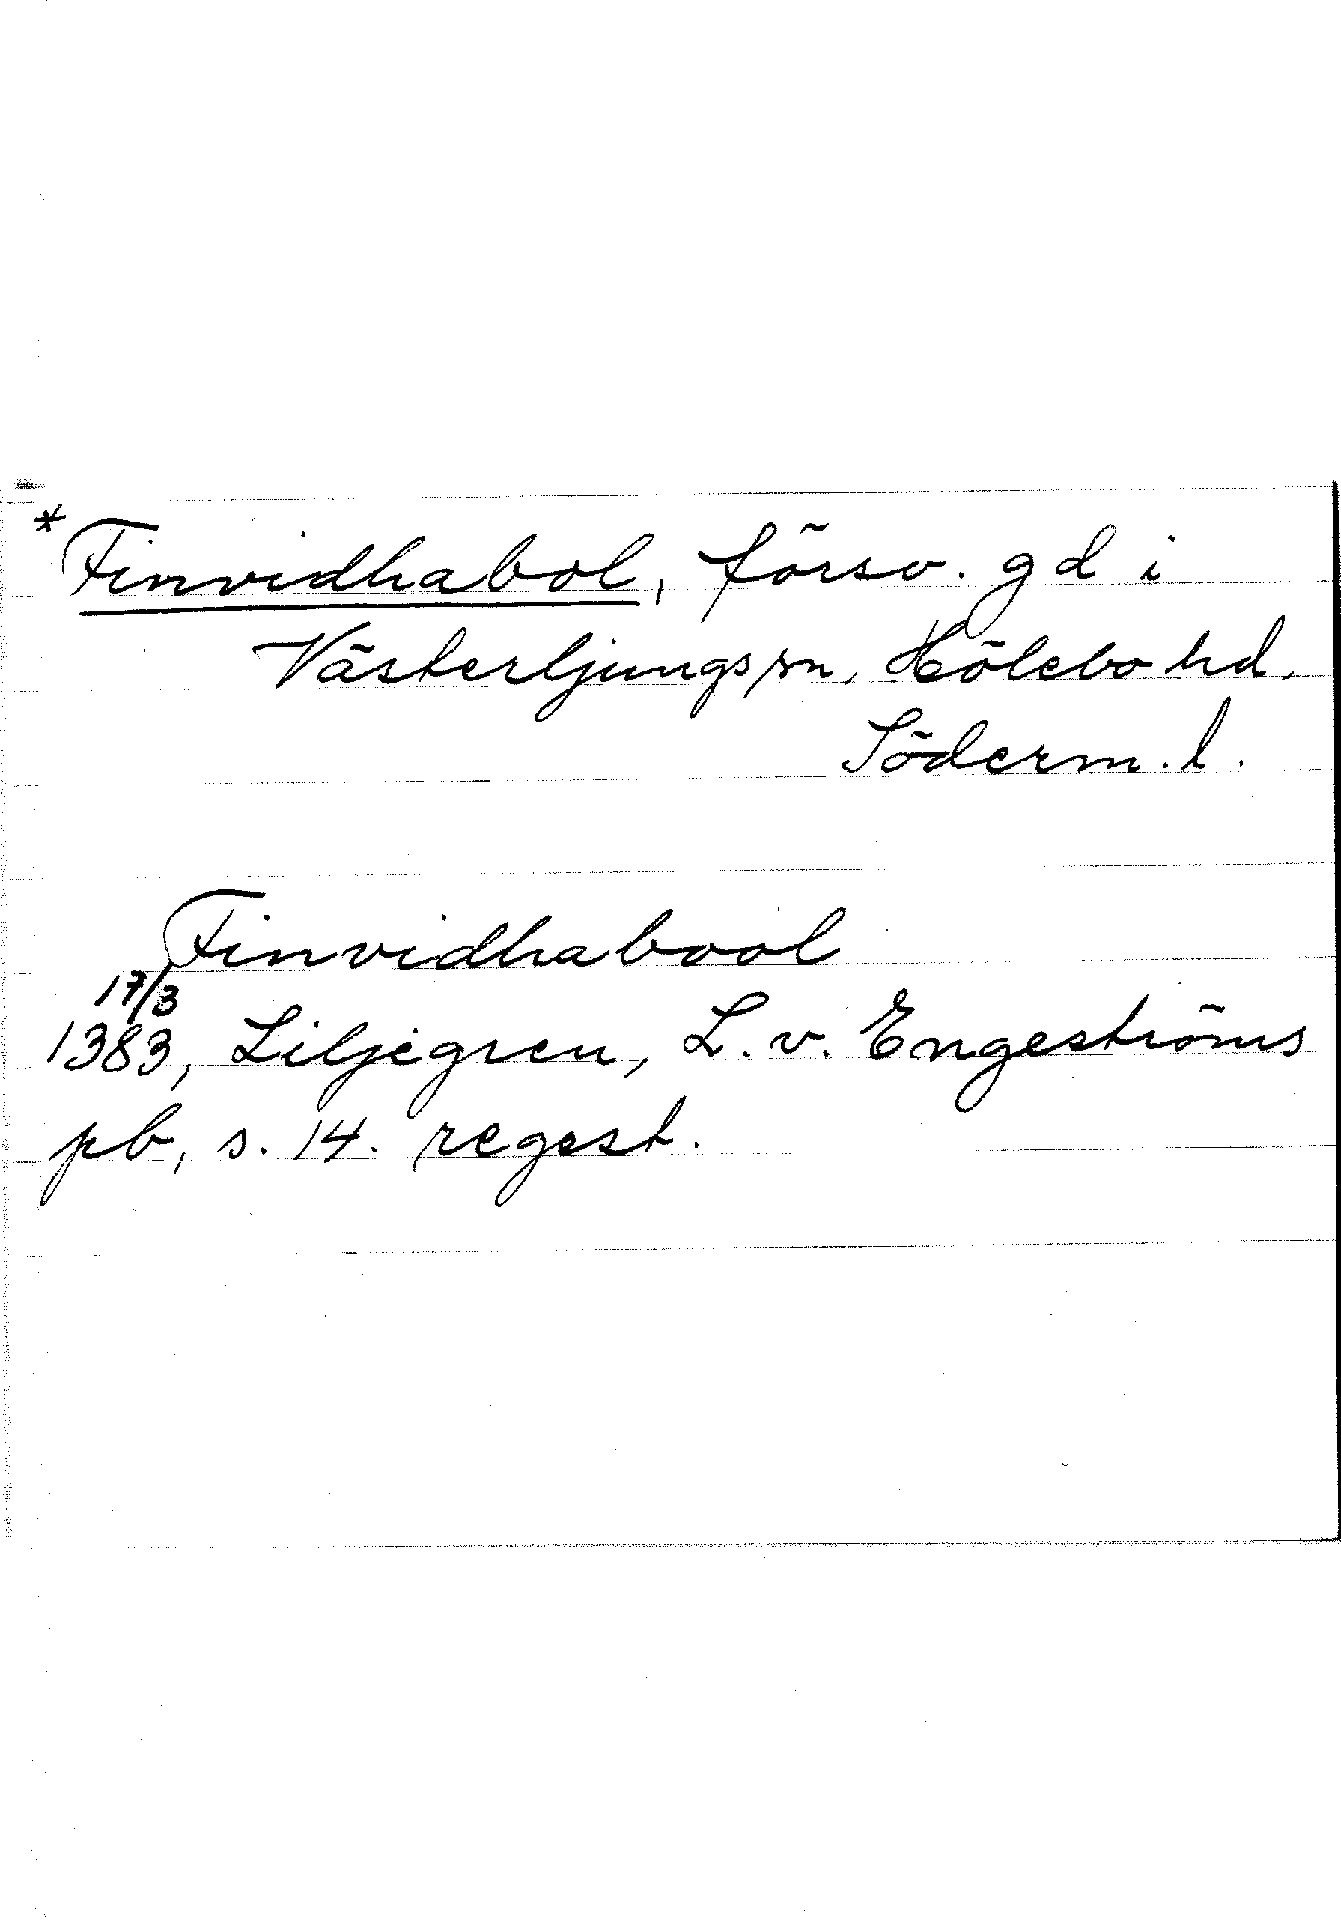 * Finvidhabol, försv. gd i
Västerljungs sn, Hölebo hd,
Söderm. l.
Finvidhabool
17/3
1383, Liljegren, L. v. Engeströms
pb, s. 14. regest.